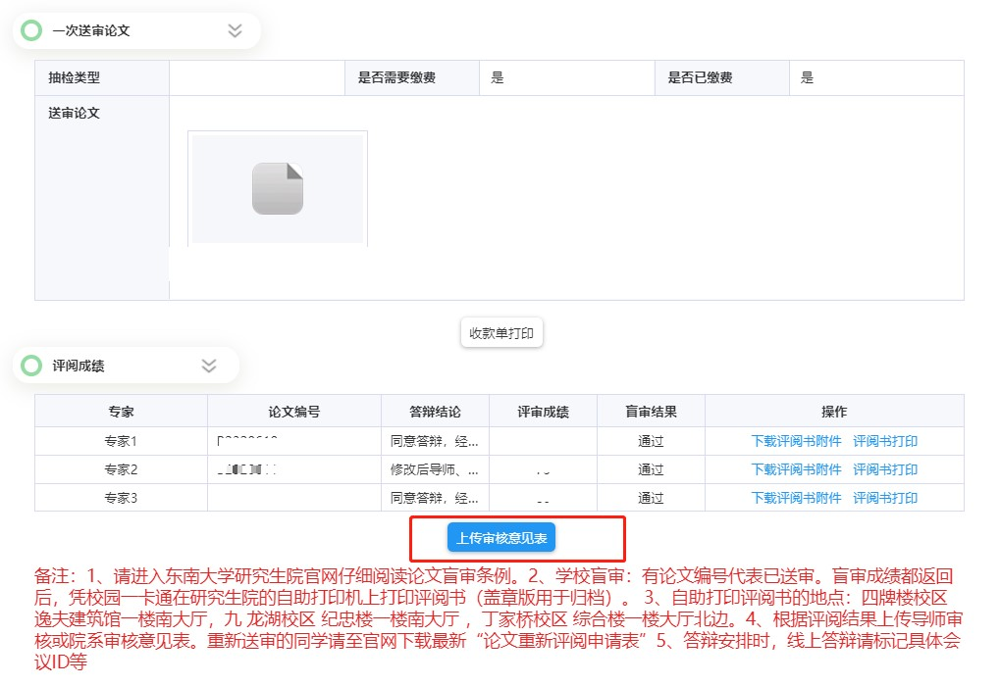 一次送审论文
抽检类型 是否需要缴费 是 是否已缴费 是
送审论文
收款单打印
评阅成绩
专家 论文编号 答辩结论 评审成绩 盲审结果 操作
专家1 同意答辩，经... 通过 下载评阅书附件 评阅书打印
专家2 修改后导师、... 通过 下载评阅书附件 评阅书打印
专家3 同意答辩，经... 通过 下载评阅书附件 评阅书打印
上传审核意见表
备注：1、请进入东南大学研究生院官网仔细阅读论文盲审条例。2、学校盲审：有论文编号代表已送审。盲审成绩都返回
后，凭校园一卡通在研究生院的自助打印机上打印评阅书（盖章版用于归档）。 3、自助打印评阅书的地点：四牌楼校区
逸夫建筑馆一楼南大厅，九 龙湖校区 纪忠楼一楼南大厅 ，丁家桥校区 综合楼一楼大厅北边。4、根据评阅结果上传导师审
核或院系审核意见表。重新送审的同学请至官网下载最新“论文重新评阅申请表”5、答辩安排时，线上答辩请标记具体会
议ID等